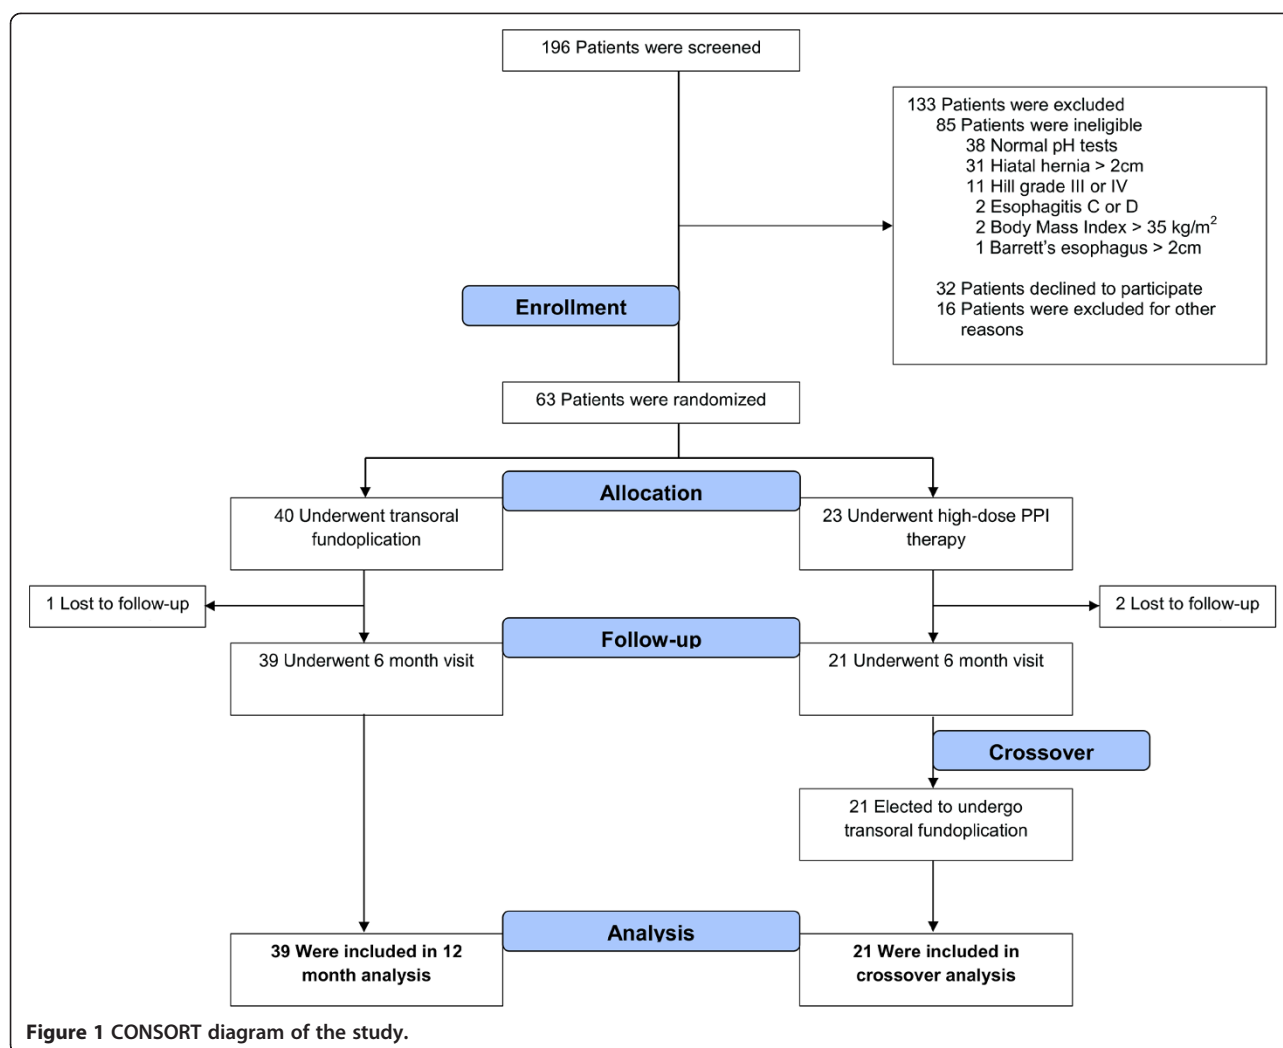 196 Patients were screened
133 Patients were excluded
85 Patients were ineligible
38 Normal pH tests
31 Hiatal hernia > 2cm
11 Hill grade III or IV
2 Esophagitis C or D
2 Body Mass Index > 35 kg/m²
1 Barrett's esophagus > 2cm
32 Patients declined to participate
16 Patients were excluded for other
reasons
Enrollment
63 Patients were randomized
Allocation
40 Underwent transoral
fundoplication
23 Underwent high-dose PPI
therapy
1 Lost to follow-up
2 Lost to follow-up
Follow-up
39 Underwent 6 month visit
21 Underwent 6 month visit
Crossover
21 Elected to undergo
transoral fundoplication
Analysis
39 Were included in 12
month analysis
21 Were included in
crossover analysis
Figure 1 CONSORT diagram of the study.